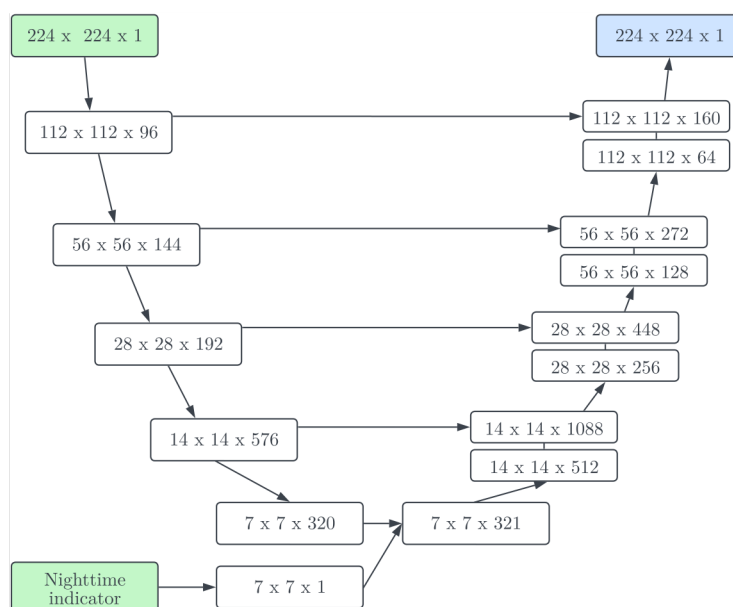 224 x 224 x 1
224 x 224 x 1
112 x 112 x 96
112 x 112 x 160
112 x 112 x 64
56 x 56 x 144
56 x 56 x 272
56 x 56 x 128
28 x 28 x 192
28 x 28 x 448
28 x 28 x 256
14 x 14 x 576
14 x 14 x 1088
14 x 14 x 512
7 x 7 x 320
7 x 7 x 321
Nighttime
indicator
7 x 7 x 1